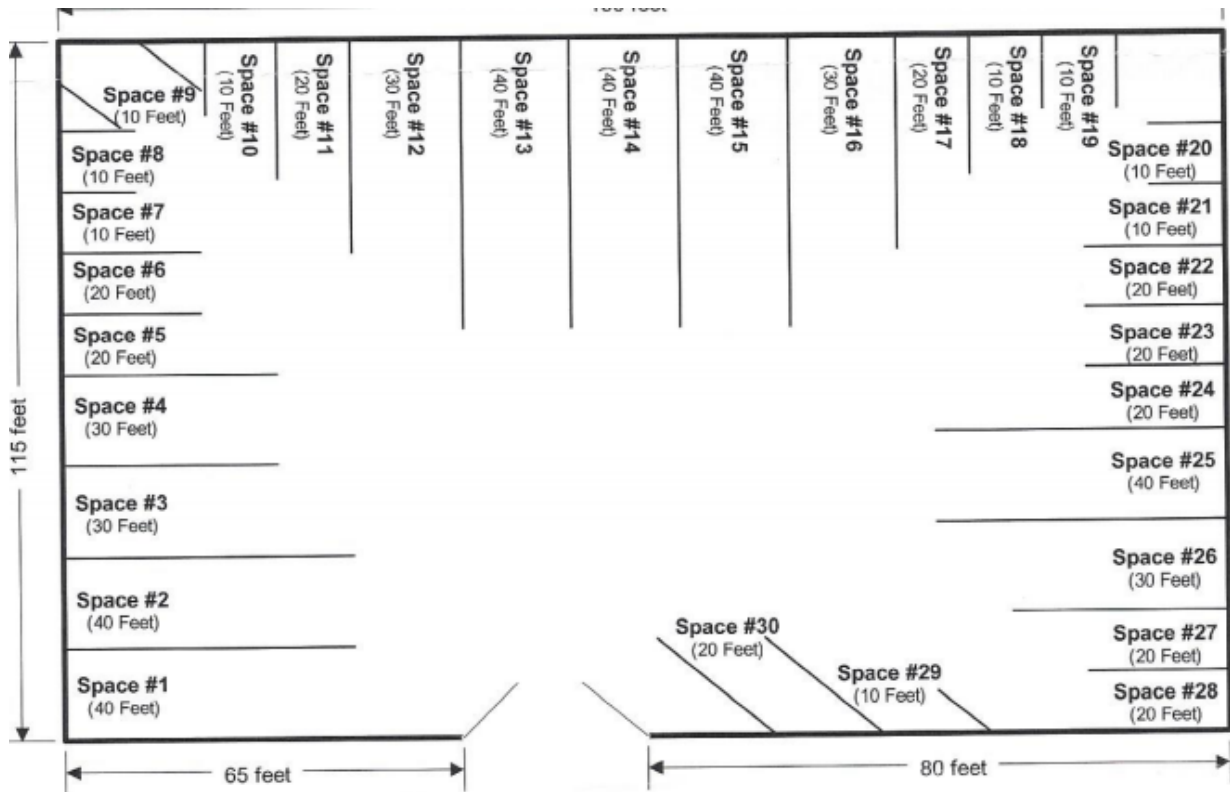 Space #9
(10 Feet)
Space #10
(10 Feet)
Space #11
(20 Feet)
Space #12
(30 Feet)
Space #13
(40 Feet)
Space #14
(40 Feet)
Space #15
(40 Feet)
Space #16
(30 Feet)
Space #17
(20 Feet)
Space #18
(10 Feet)
Space #19
(10 Feet)
Space #8
(10 Feet)
Space #7
(10 Feet)
Space #6
(20 Feet)
Space #5
(20 Feet)
Space #4
(30 Feet)
Space #3
(30 Feet)
Space #2
(40 Feet)
Space #1
(40 Feet)
Space #20
(10 Feet)
Space #21
(10 Feet)
Space #22
(20 Feet)
Space #23
(20 Feet)
Space #24
(20 Feet)
Space #25
(40 Feet)
Space #26
(30 Feet)
Space #27
(20 Feet)
Space #28
(20 Feet)
Space #30
(20 Feet)
Space #29
(10 Feet)
115 feet
65 feet
80 feet